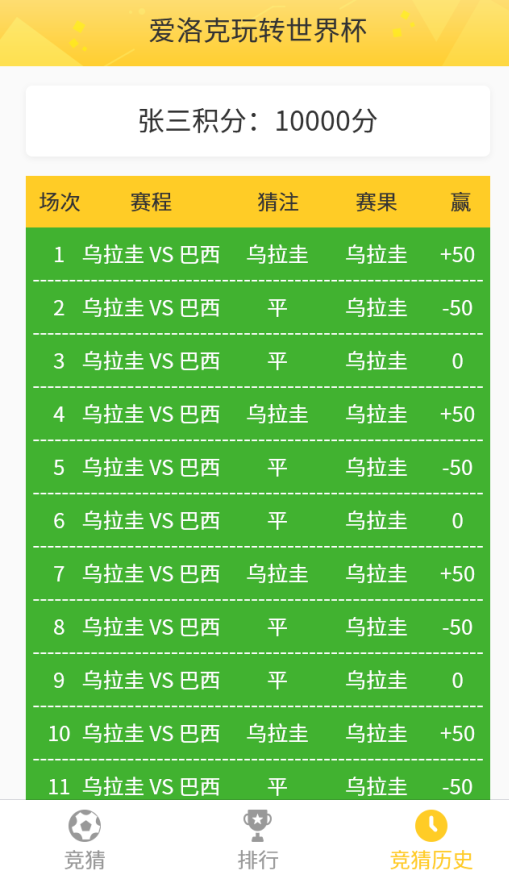 爱洛克玩转世界杯
张三积分：10000分
场次 赛程 猜注 赛果 赢
1 乌拉圭 VS 巴西 乌拉圭 乌拉圭 +50
2 乌拉圭 VS 巴西 平 乌拉圭 -50
3 乌拉圭 VS 巴西 平 乌拉圭 0
4 乌拉圭 VS 巴西 乌拉圭 乌拉圭 +50
5 乌拉圭 VS 巴西 平 乌拉圭 -50
6 乌拉圭 VS 巴西 平 乌拉圭 0
7 乌拉圭 VS 巴西 乌拉圭 乌拉圭 +50
8 乌拉圭 VS 巴西 平 乌拉圭 -50
9 乌拉圭 VS 巴西 平 乌拉圭 0
10 乌拉圭 VS 巴西 乌拉圭 乌拉圭 +50
11 乌拉圭 VS 巴西 平 乌拉圭 -50
竞猜 排行 竞猜历史